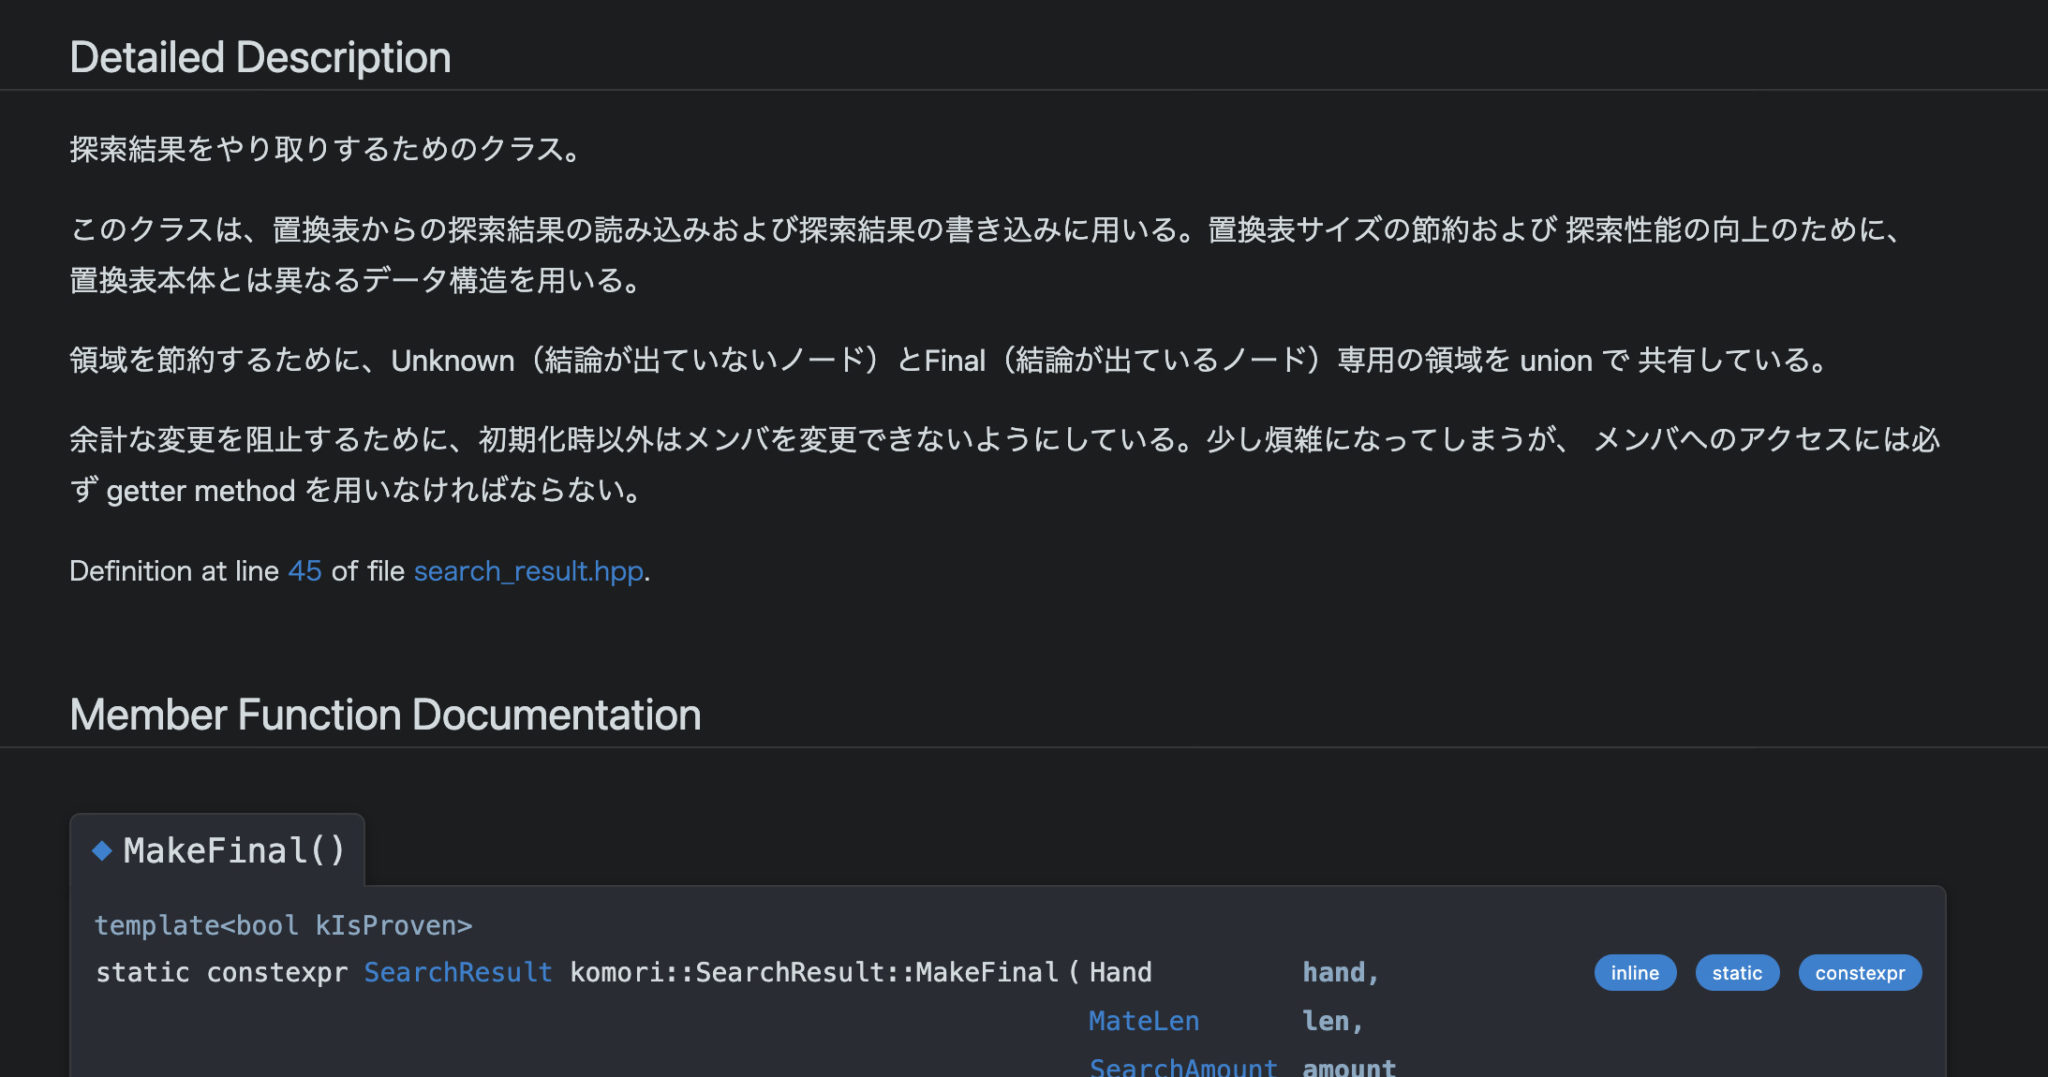 Detailed Description
探索結果をやり取りするためのクラス。
このクラスは、置換表からの探索結果の読み込みおよび探索結果の書き込みに用いる。置換表サイズの節約および 探索性能の向上のために、
置換表本体とは異なるデータ構造を用いる。
領域を節約するために、Unknown（結論が出ていないノード）とFinal（結論が出ているノード）専用の領域を union で 共有している。
余計な変更を阻止するために、初期化時以外はメンバを変更できないようにしている。少し煩雑になってしまうが、 メンバへのアクセスには必
ず getter method を用いなければならない。
Definition at line 45 of file search_result.hpp.
Member Function Documentation
◆ MakeFinal()
template<bool kIsProven>
static constexpr SearchResult komori::SearchResult::MakeFinal ( Hand hand, inline static constexpr
MateLen len,
SearchAmount amount